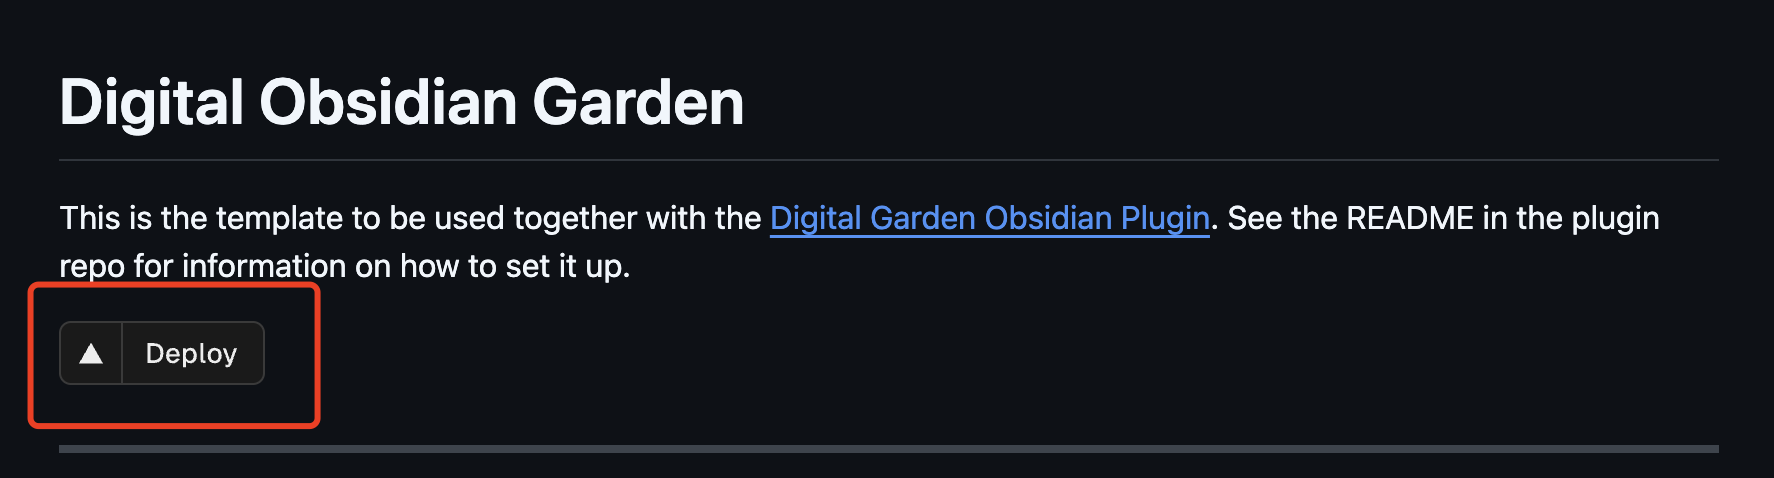 Digital Obsidian Garden
This is the template to be used together with the Digital Garden Obsidian Plugin. See the README in the plugin
repo for information on how to set it up.
Deploy